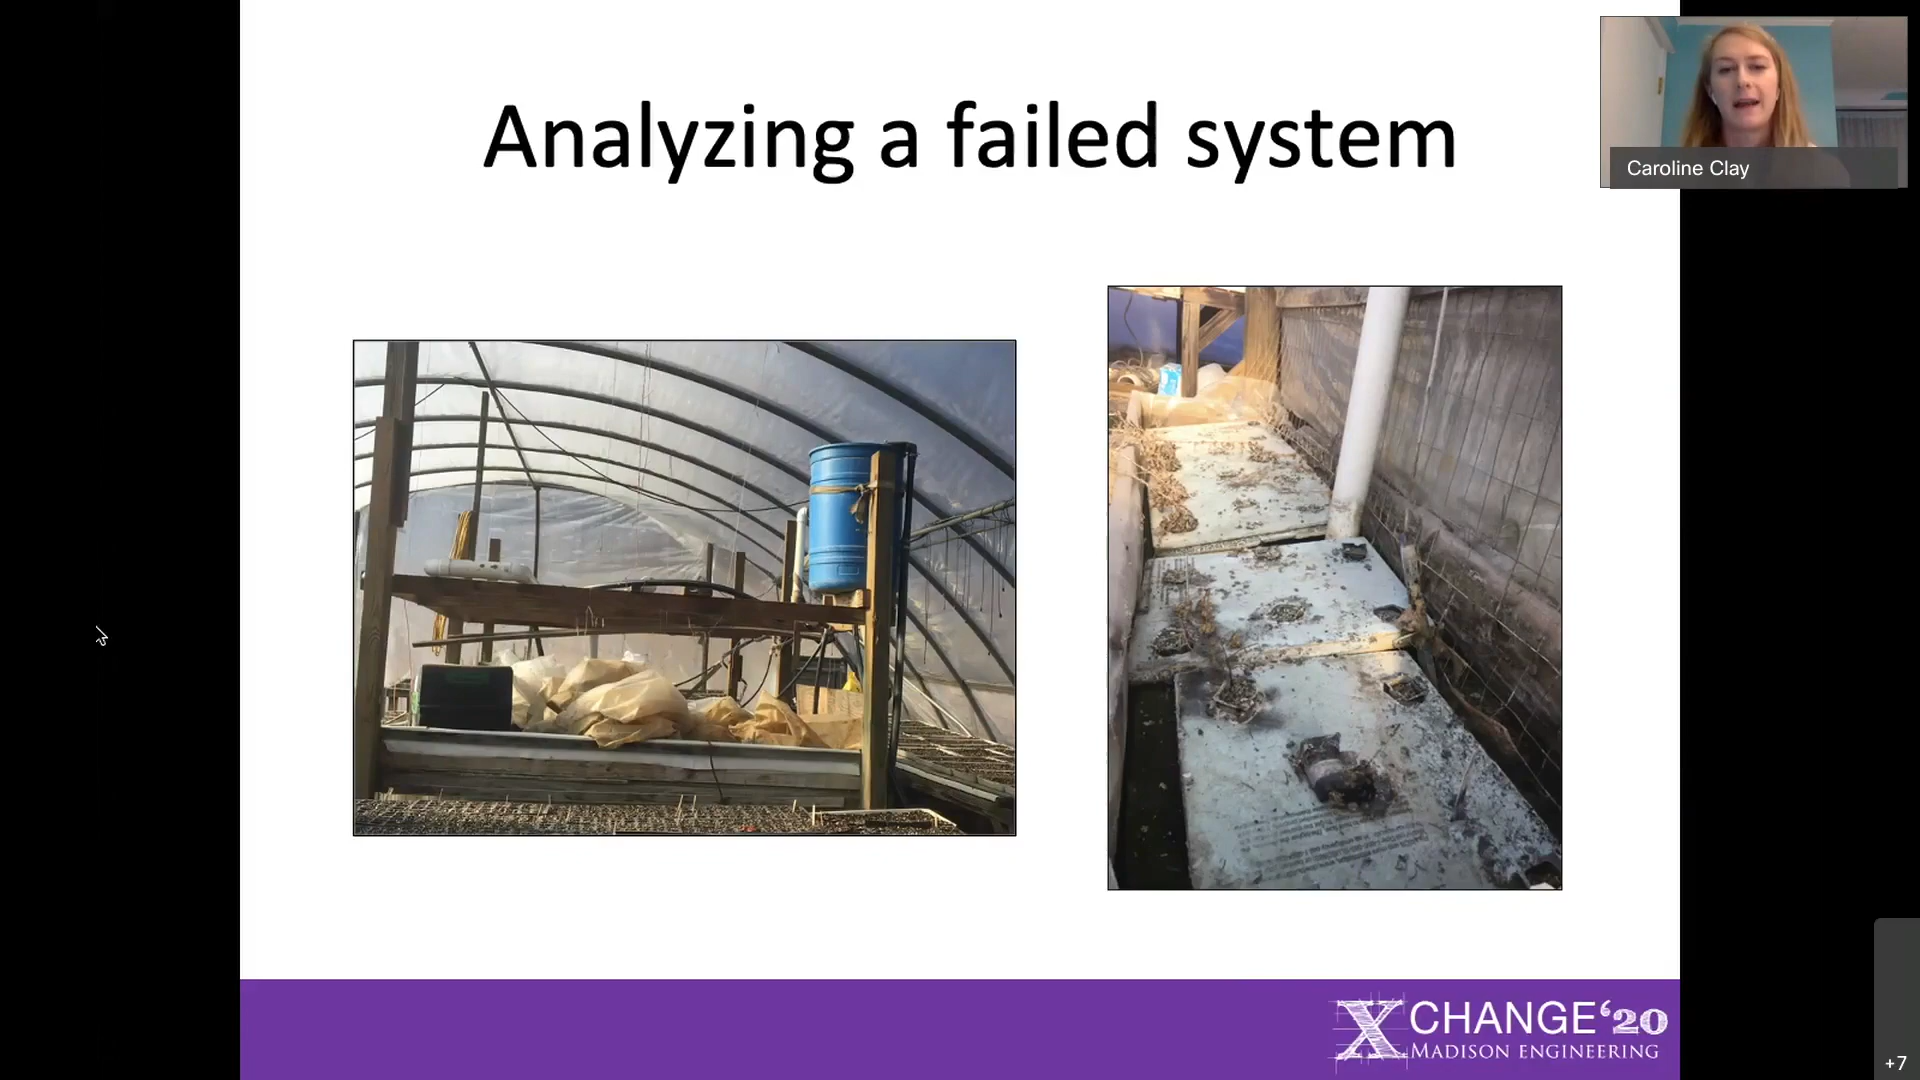 Analyzing a failed system
Caroline Clay
XCHANGE‘20
MADISON ENGINEERING
+7